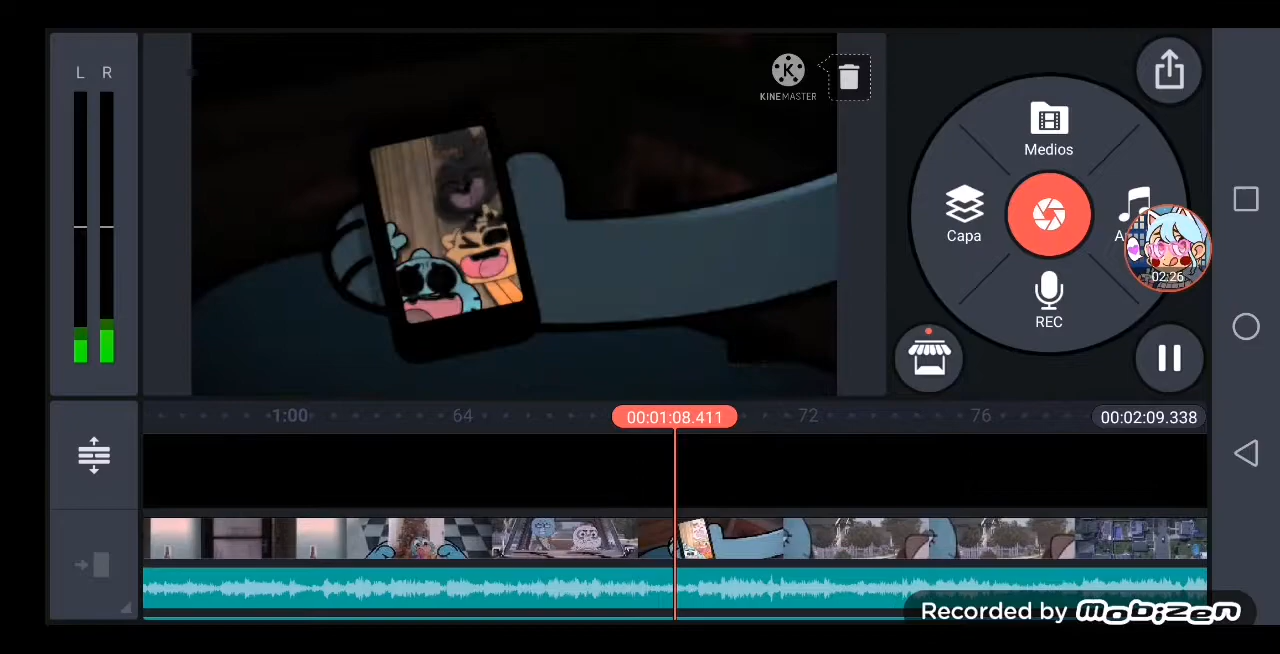 L R
KINEMASTER
Medios
Capa
A
02:26
REC
1:00
64
00:01:08.411
72
76
00:02:09.338
Recorded by mobizen